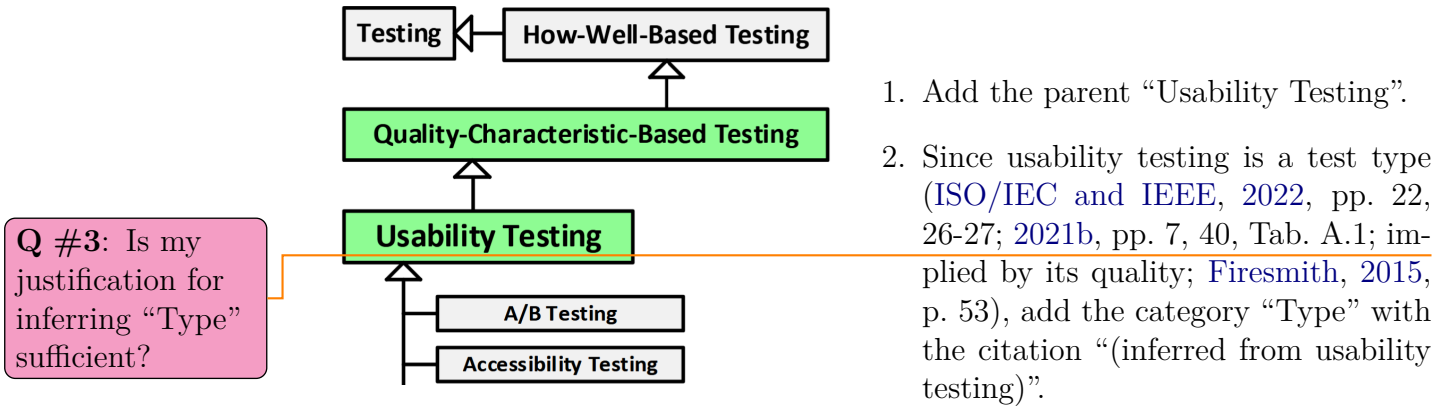 Testing
How-Well-Based Testing
Quality-Characteristic-Based Testing
Usability Testing
A/B Testing
Accessibility Testing
Q #3: Is my
justification for
inferring “Type”
sufficient?
1. Add the parent “Usability Testing”.
2. Since usability testing is a test type
(ISO/IEC and IEEE, 2022, pp. 22,
26-27; 2021b, pp. 7, 40, Tab. A.1; im-
plied by its quality; Firesmith, 2015,
p. 53), add the category “Type” with
the citation “(inferred from usability
testing)”.